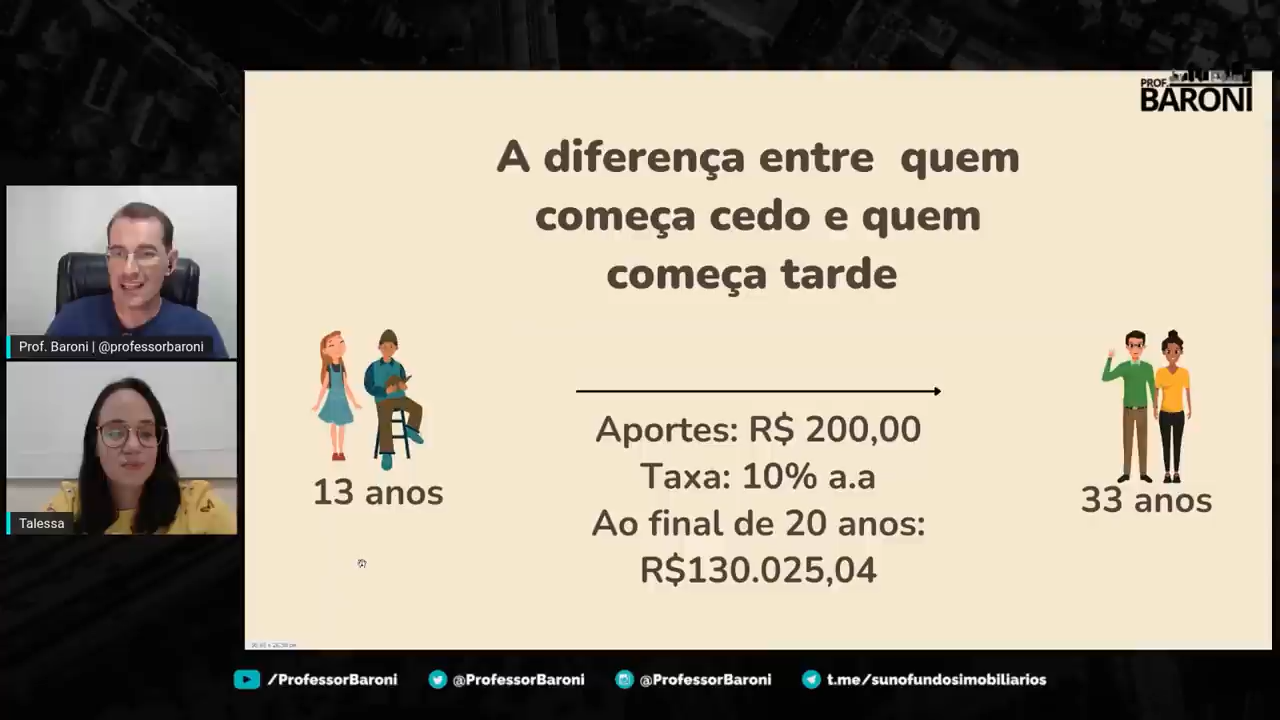 PROF.
BARONI
A diferença entre quem
começa cedo e quem
começa tarde
Prof. Baroni | @professorbaroni
Talessa
13 anos
Aportes: R$ 200,00
Taxa: 10% a.a
Ao final de 20 anos:
R$130.025,04
33 anos
/ProfessorBaroni
@ProfessorBaroni
@ProfessorBaroni
t.me/sunofundosimobiliarios